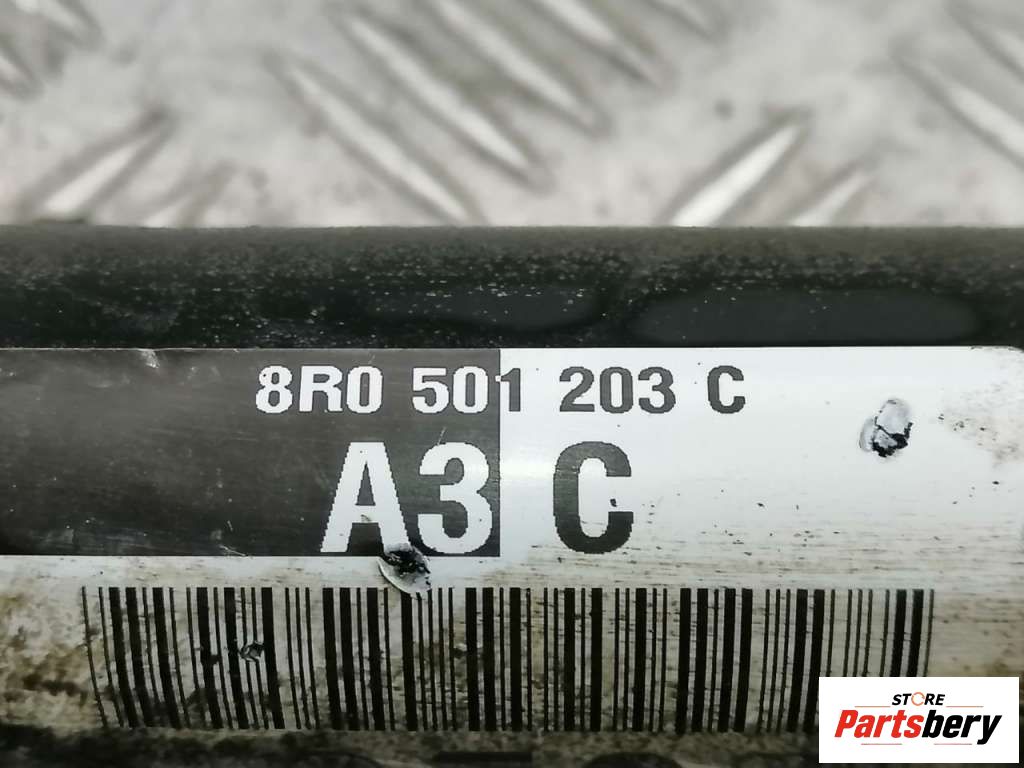 8R0 501 203 C
A3 C
STORE
Partsbery